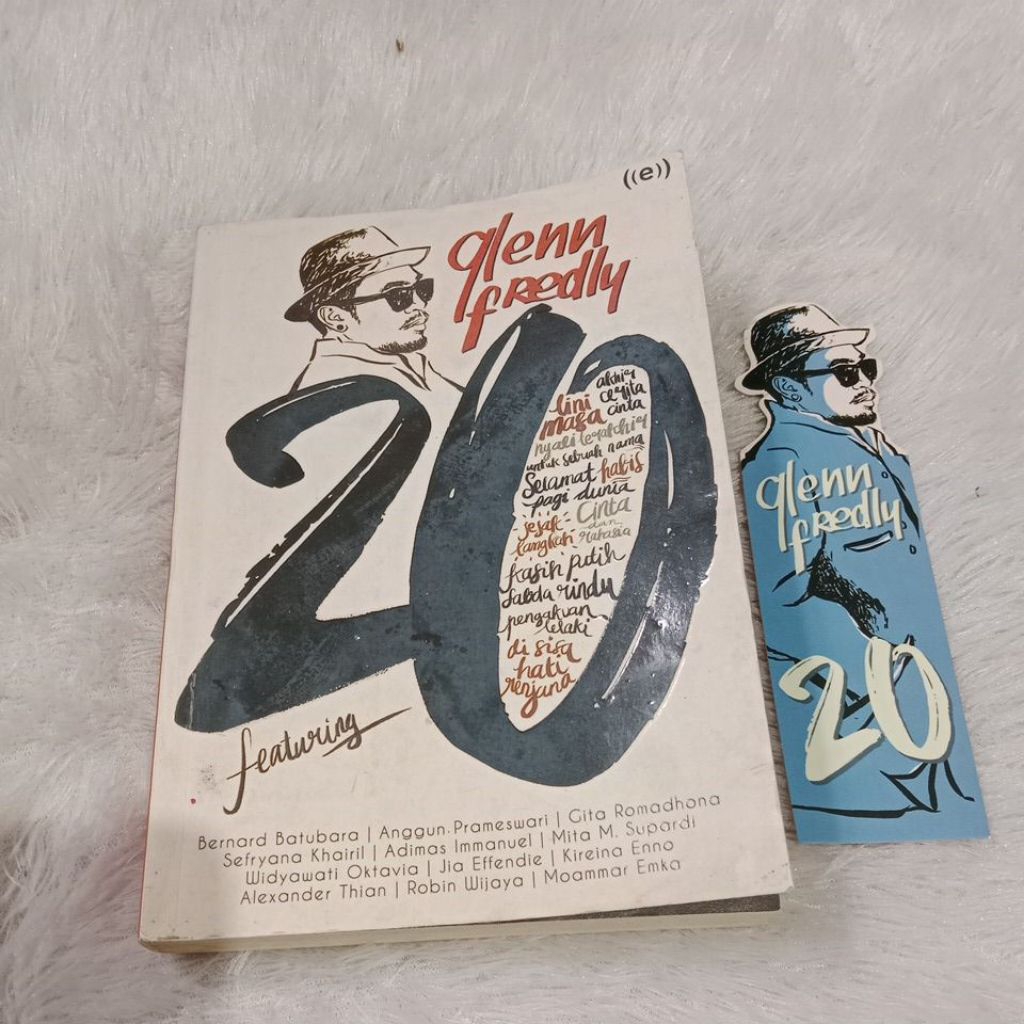 ((e))
glenn
fredly
20
akhir
cerita
cinta
lini
masa
nyali terakhir
untuk sebuah nama
Selamat habis
pagi dunia
jejak-
langkah
Cinta
dan
Rahasia
kasih putih
Sabda rindu
pengakuan
lelaki
di sisa
hati
renjana
featuring
Bernard Batubara | Anggun Prameswari | Gita Romadhona
Sefryana Khairil | Adimas Immanuel | Mita M. Supardi
Widyawati Oktavia | Jia Effendie | Kireina Enno
Alexander Thian | Robin Wijaya | Moammar Emka
glenn
fredly
20